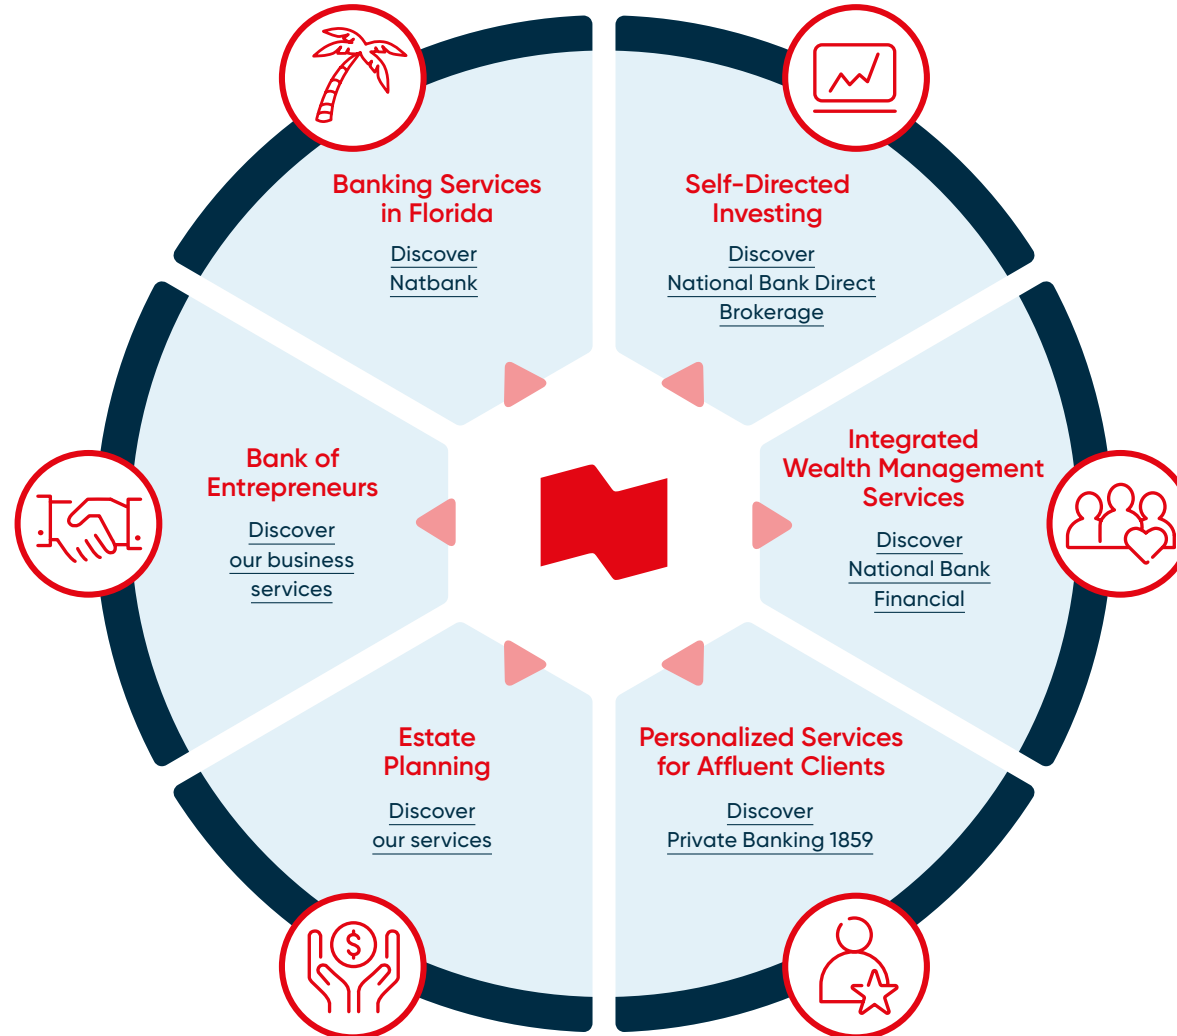 Banking Services
in Florida
Discover
Natbank
Self-Directed
Investing
Discover
National Bank Direct
Brokerage
Bank of
Entrepreneurs
Discover
our business
services
Integrated
Wealth Management
Services
Discover
National Bank
Financial
Estate
Planning
Discover
our services
Personalized Services
for Affluent Clients
Discover
Private Banking 1859
$